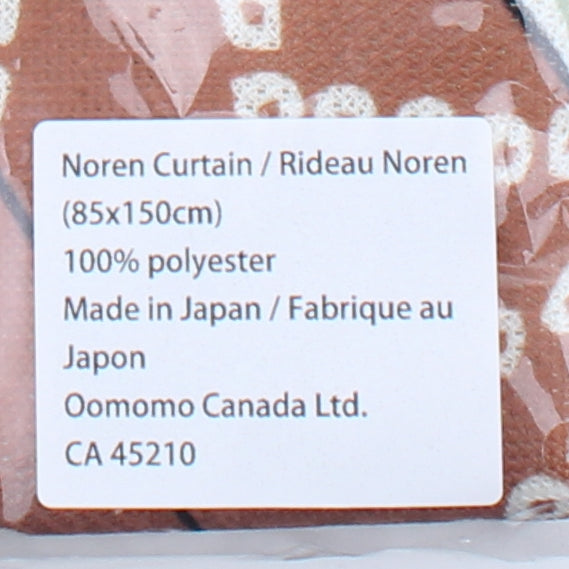 Noren Curtain / Rideau Noren
(85x150cm)
100% polyester
Made in Japan / Fabrique au
Japon
Oomomo Canada Ltd.
CA 45210